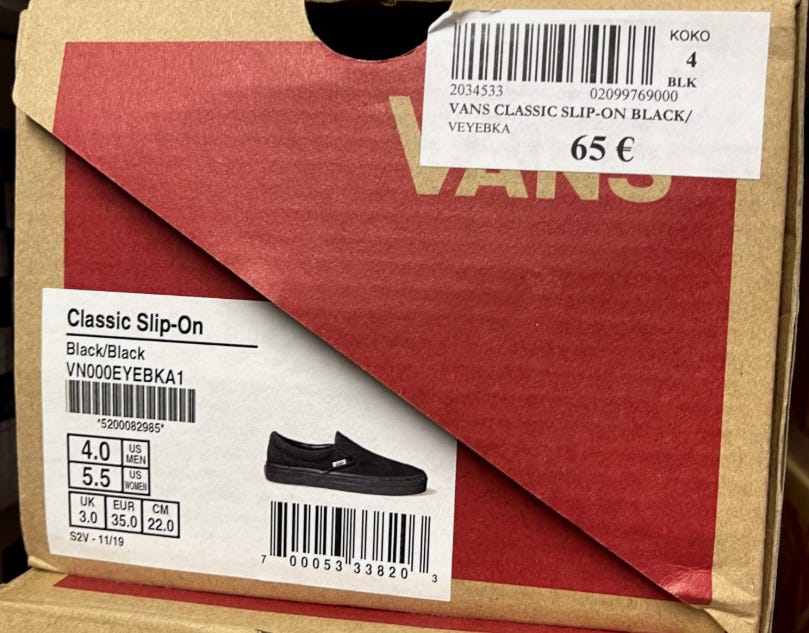 KOKO
4
BLK
2034533 02099769000
VANS CLASSIC SLIP-ON BLACK/
VEYEBKA
65 €
VANS
Classic Slip-On
Black/Black
VN000EYEBKA1
*5200082985*
4.0 US MEN
5.5 US WOMEN
UK EUR CM
3.0 35.0 22.0
S2V - 11/19
7 00053 33820 3